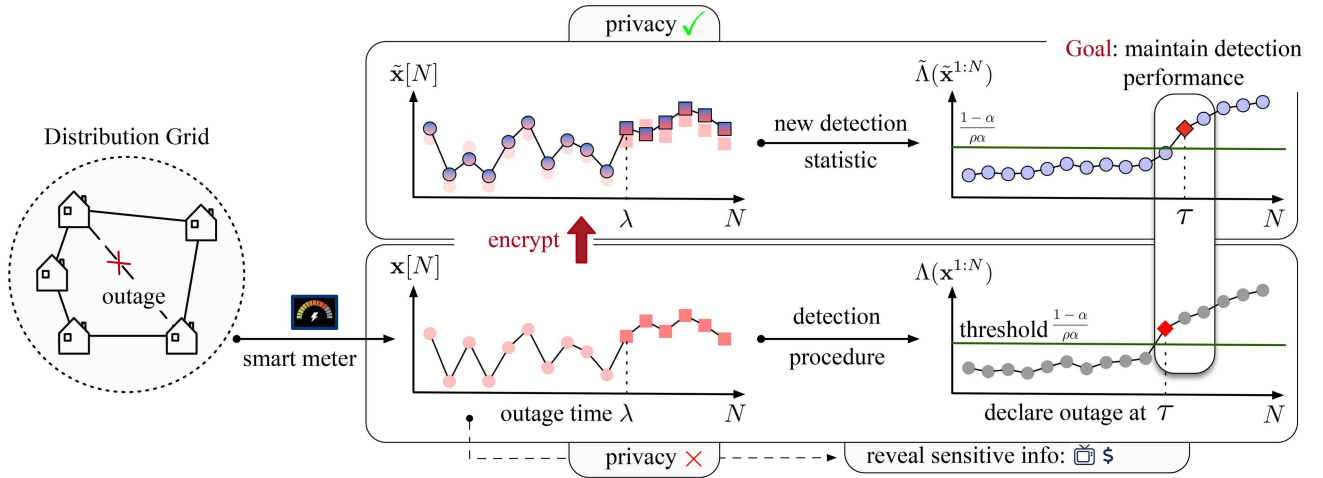 privacy ✓
Goal: maintain detection
performance
x̃[N]
Λ̃(x̃^{1:N})
1 − α
ρα
new detection
statistic
λ
N
τ
N
Distribution Grid
outage
smart meter
encrypt
x[N]
Λ(x^{1:N})
detection
procedure
threshold 1 − α
ρα
outage time λ
N
declare outage at τ
N
privacy ✗
reveal sensitive info: $